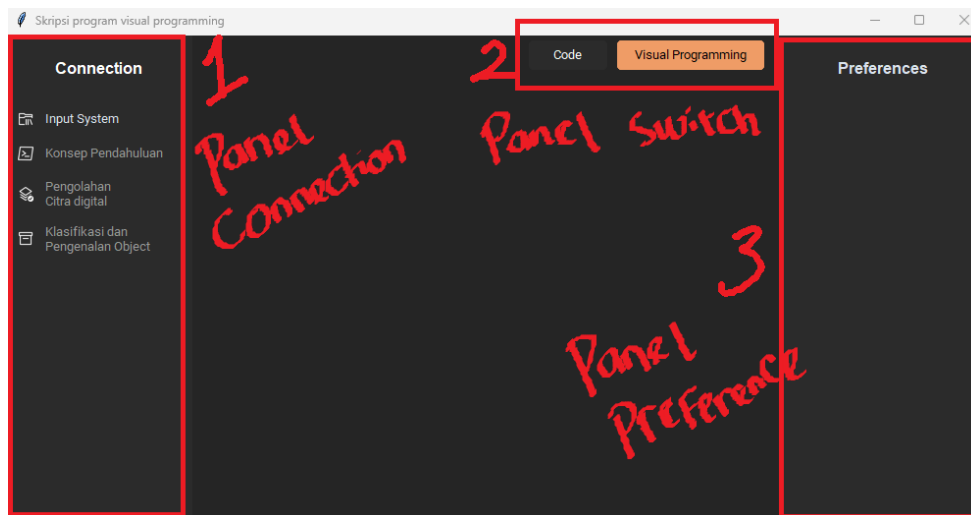 Skripsi program visual programming
Connection
Input System
Konsep Pendahuluan
Pengolahan
Citra digital
Klasifikasi dan
Pengenalan Object
1
Panel
Connection
2
Code
Visual Programming
Panel Switch
3
Panel
Preference
Preferences